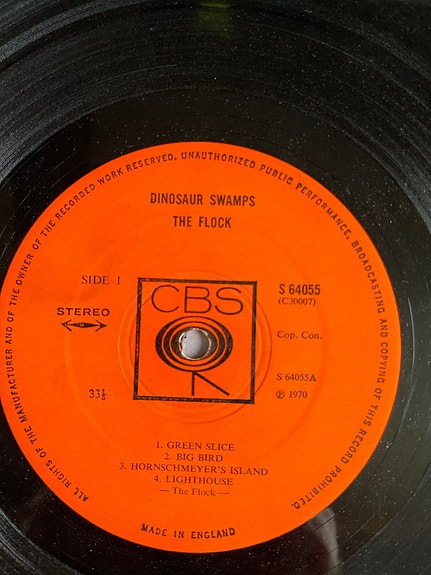 ALL RIGHTS OF THE MANUFACTURER AND OF THE OWNER OF THE RECORDED WORK RESERVED. UNAUTHORIZED PUBLIC PERFORMANCE, BROADCASTING AND COPYING OF THIS RECORD PROHIBITED.
DINOSAUR SWAMPS
THE FLOCK
SIDE 1
STEREO
33⅓
CBS
S 64055
(C30007)
Cop. Con.
S 64055A
℗ 1970
1. GREEN SLICE
2. BIG BIRD
3. HORNSCHMEYER'S ISLAND
4. LIGHTHOUSE
— The Flock —
MADE IN ENGLAND